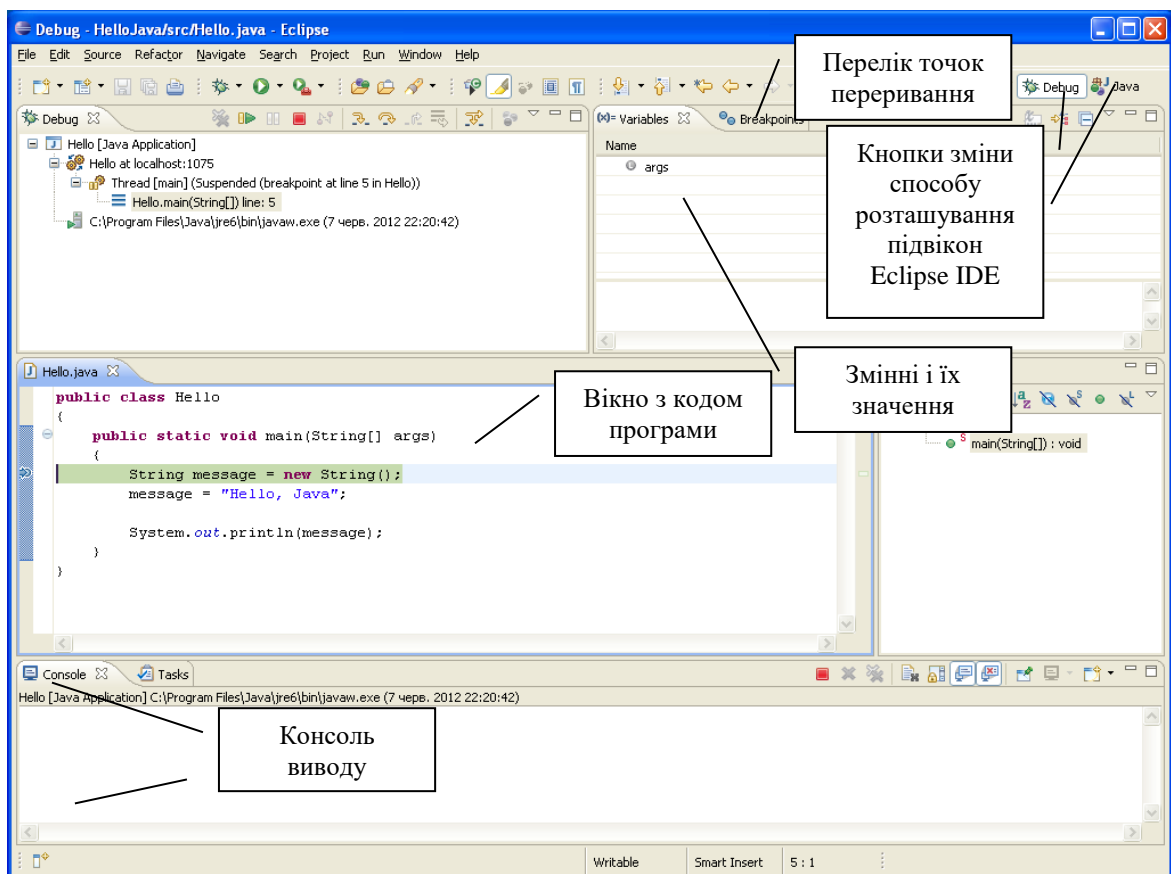 Debug - HelloJava/src/Hello.java - Eclipse
File Edit Source Refactor Navigate Search Project Run Window Help
Перелік точок
переривання
Debug Java
Debug
Variables Breakpoints
Hello [Java Application]
Hello at localhost:1075
Thread [main] (Suspended (breakpoint at line 5 in Hello))
Hello.main(String[]) line: 5
C:\Program Files\Java\jre6\bin\javaw.exe (7 черв. 2012 22:20:42)
Name
args
Кнопки зміни
способу
розташування
підвікон
Eclipse IDE
Змінні і їх
значення
Hello.java
Вікно з кодом
програми
public class Hello
{
public static void main(String[] args)
{
String message = new String();
message = "Hello, Java";
System.out.println(message);
}
}
main(String[]) : void
Console Tasks
Hello [Java Application] C:\Program Files\Java\jre6\bin\javaw.exe (7 черв. 2012 22:20:42)
Консоль
виводу
Writable Smart Insert 5 : 1